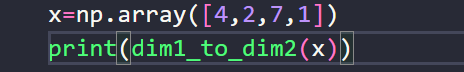 x=np.array([4,2,7,1])
print(dim1_to_dim2(x))